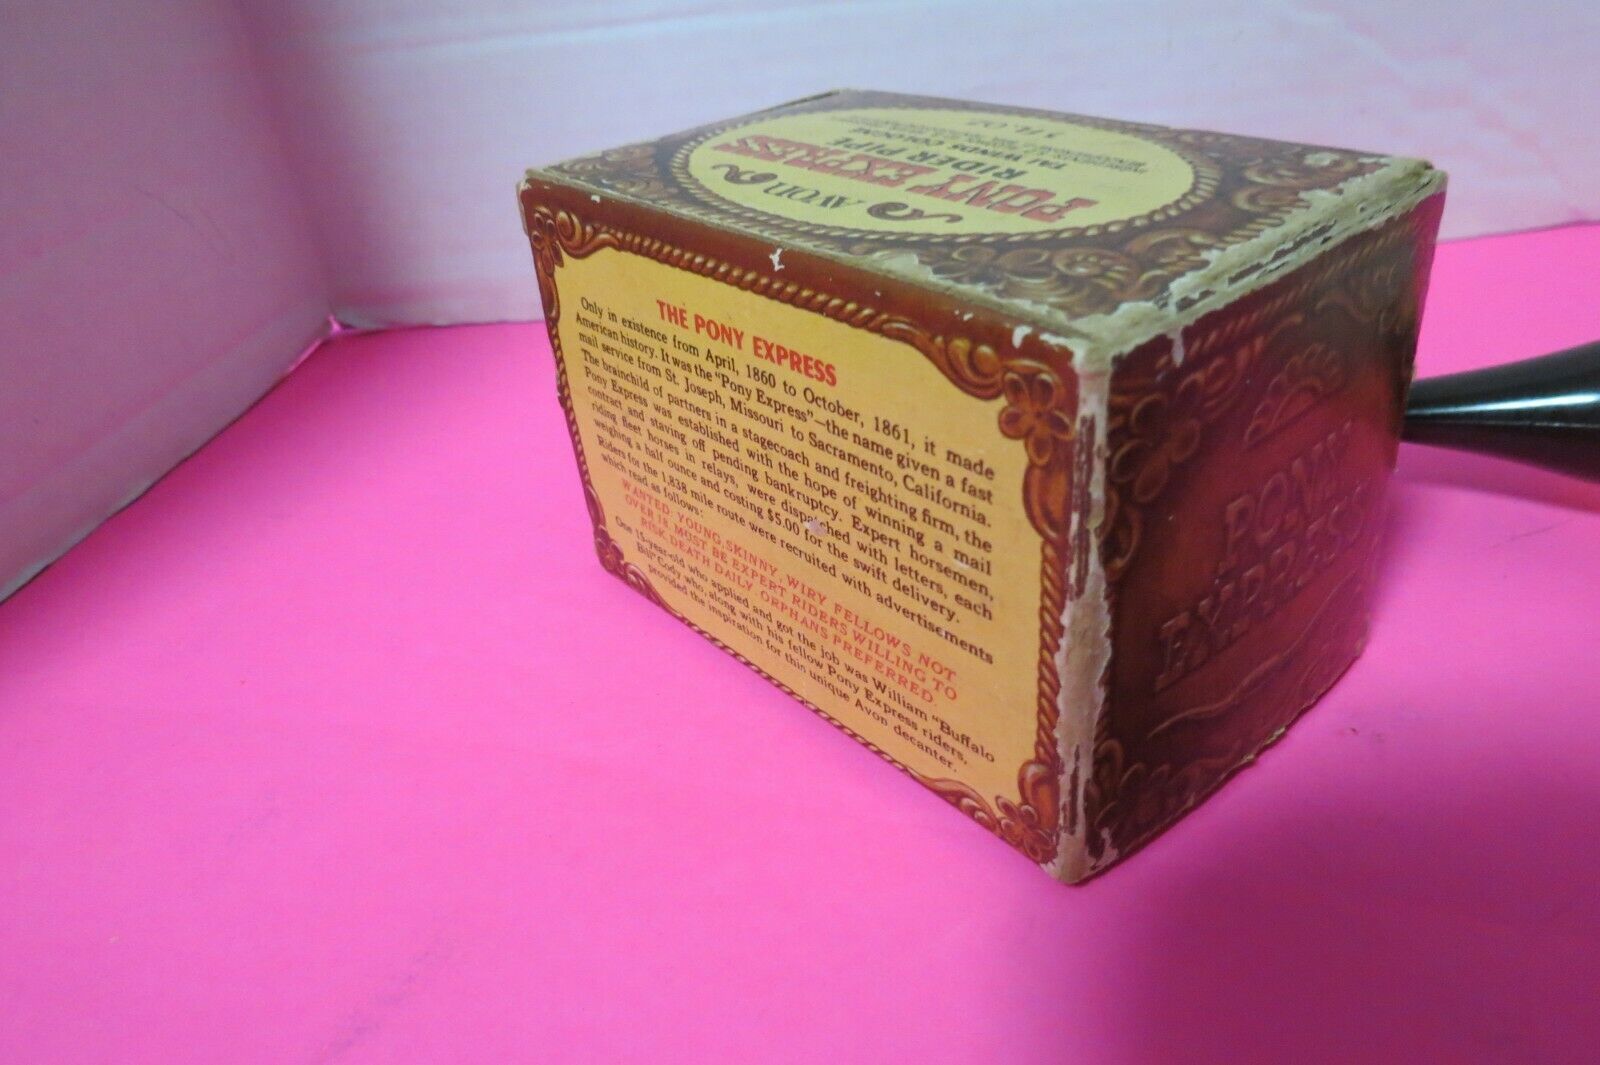 AVON
PONY EXPRESS
RIDER PIPE
TAI WINDS COLOGNE
3 FL. OZ.
THE PONY EXPRESS
Only in existence from April, 1860 to October, 1861, it made
American history. It was the "Pony Express"—the name given a fast
mail service from St. Joseph, Missouri to Sacramento, California.
The brainchild of partners in a stagecoach and freighting firm, the
Pony Express was established with the hope of winning a mail
contract and staving off pending bankruptcy. Expert horsemen,
riding fleet horses in relays, were dispatched with letters, each
weighing a half ounce and costing $5.00 for the swift delivery.
Riders for the 1,838 mile route were recruited with advertisements
which read as follows:
WANTED: YOUNG, SKINNY, WIRY FELLOWS NOT
OVER 18. MUST BE EXPERT RIDERS WILLING TO
RISK DEATH DAILY. ORPHANS PREFERRED.
One 15-year-old who applied and got the job was William "Buffalo
Bill" Cody who, along with his fellow Pony Express riders,
provided the inspiration for this unique Avon decanter.
PONY
EXPRESS